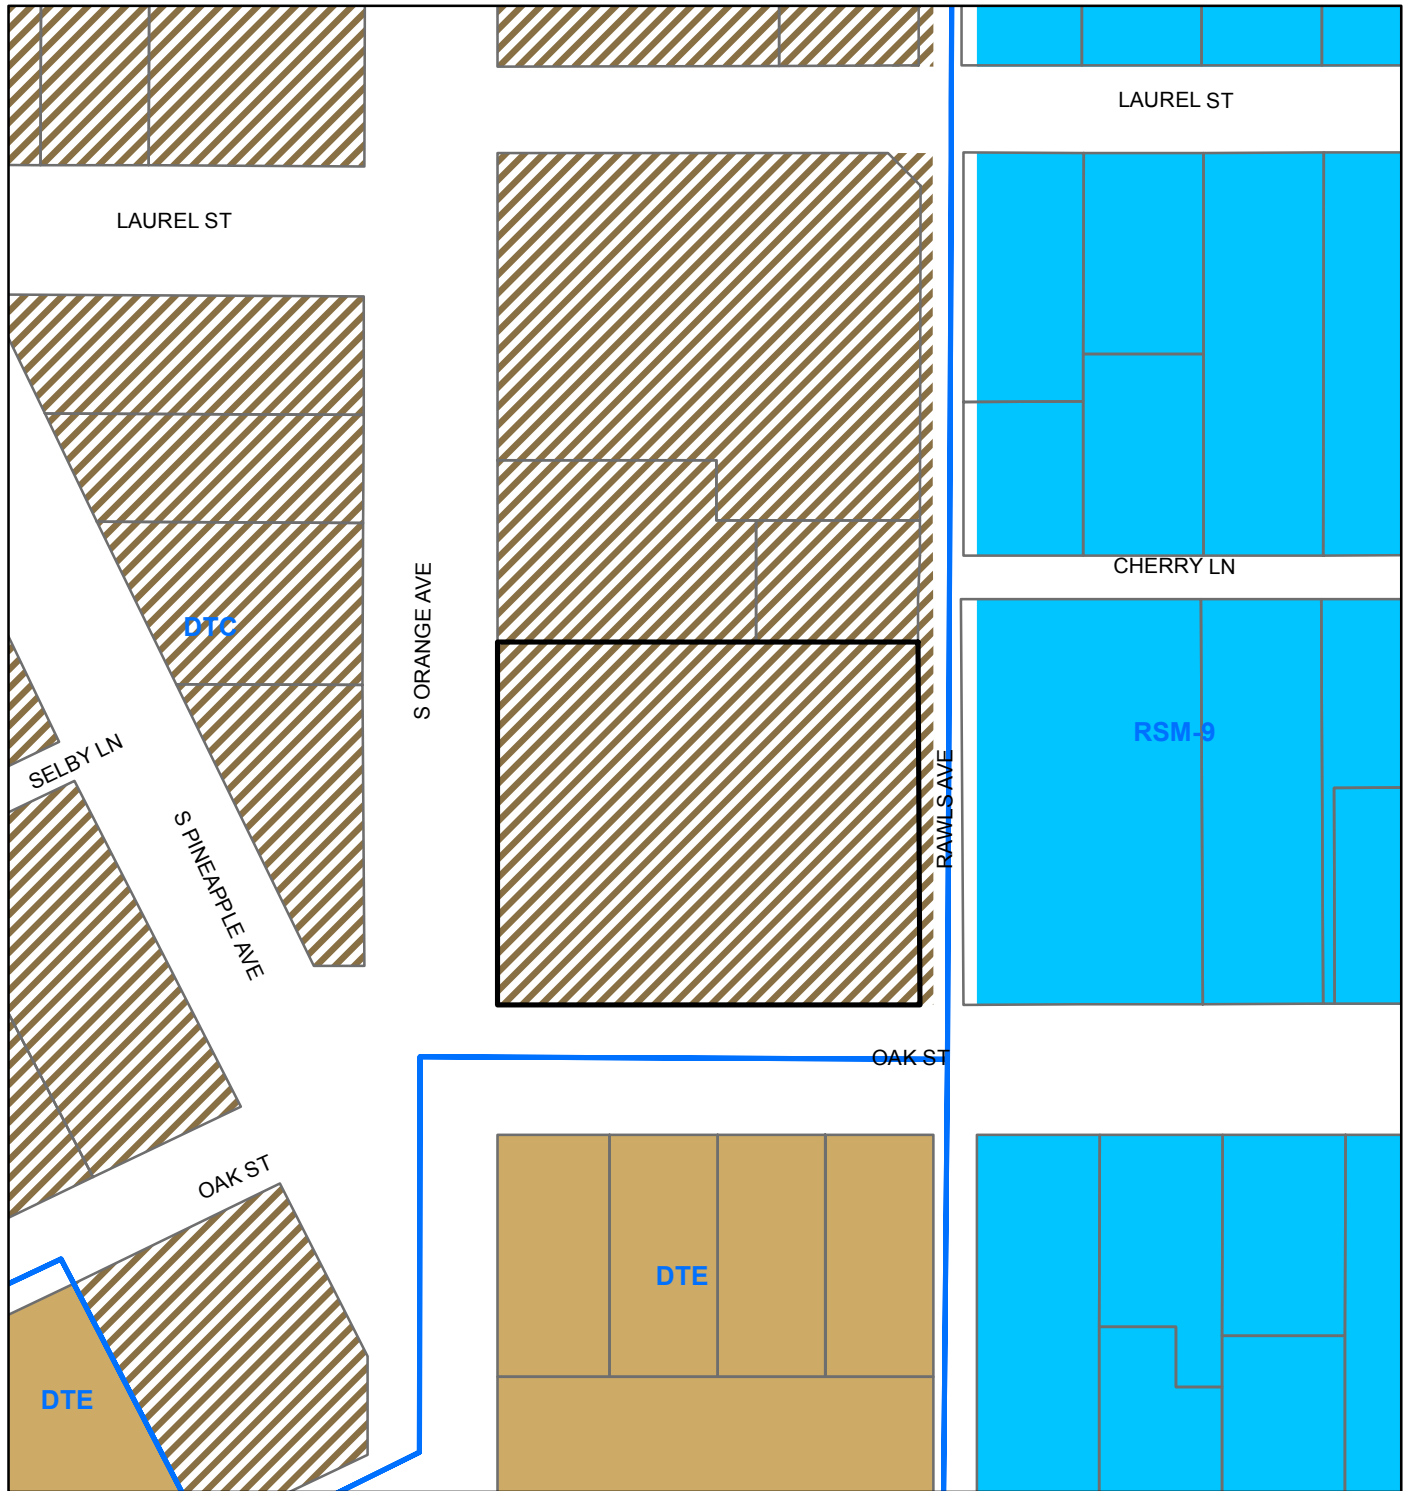 LAUREL ST
LAUREL ST
CHERRY LN
S ORANGE AVE
DTC
RSM-9
SELBY LN
RAWLS AVE
S PINEAPPLE AVE
OAK ST
OAK ST
DTE
DTE